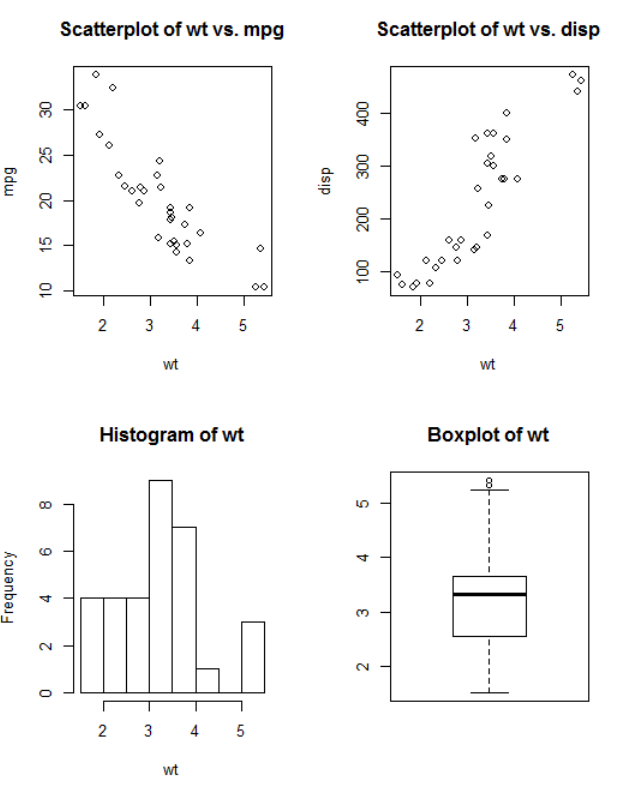 Scatterplot of wt vs. mpg
mpg
10 15 20 25 30
2 3 4 5
wt
Scatterplot of wt vs. disp
disp
100 200 300 400
2 3 4 5
wt
Histogram of wt
Frequency
0 2 4 6 8
2 3 4 5
wt
Boxplot of wt
2 3 4 5